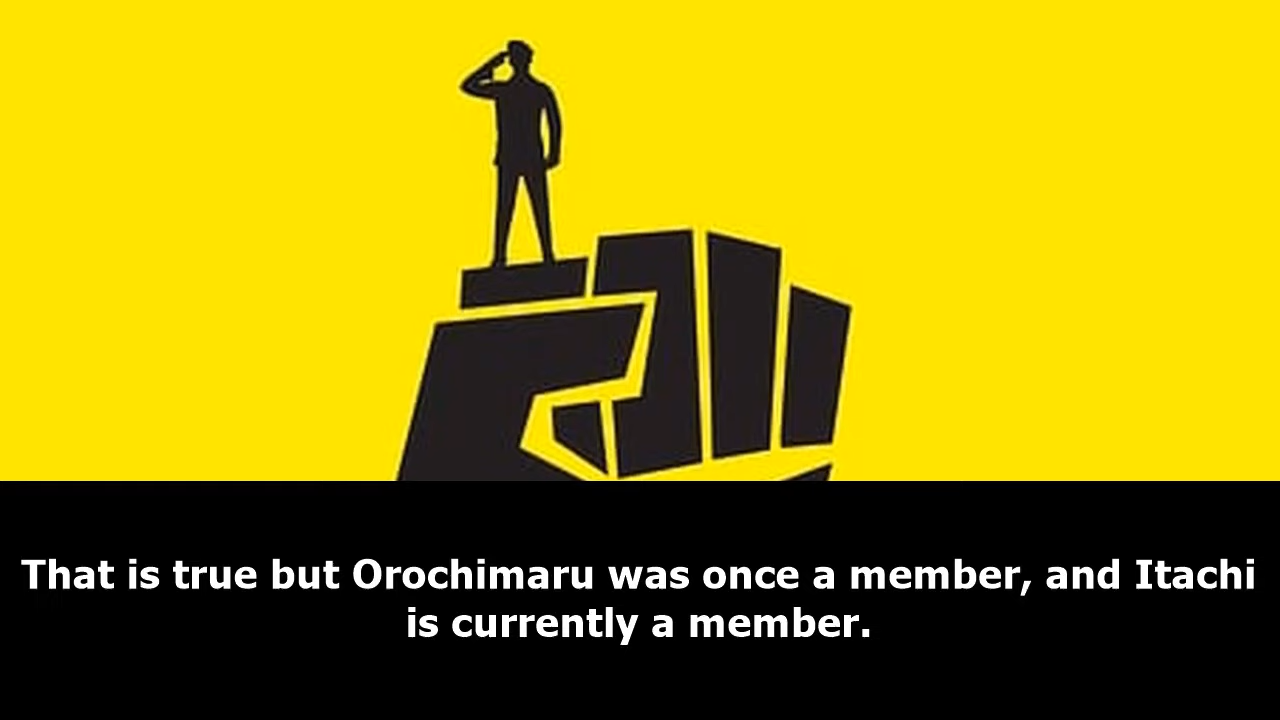 That is true but Orochimaru was once a member, and Itachi
is currently a member.